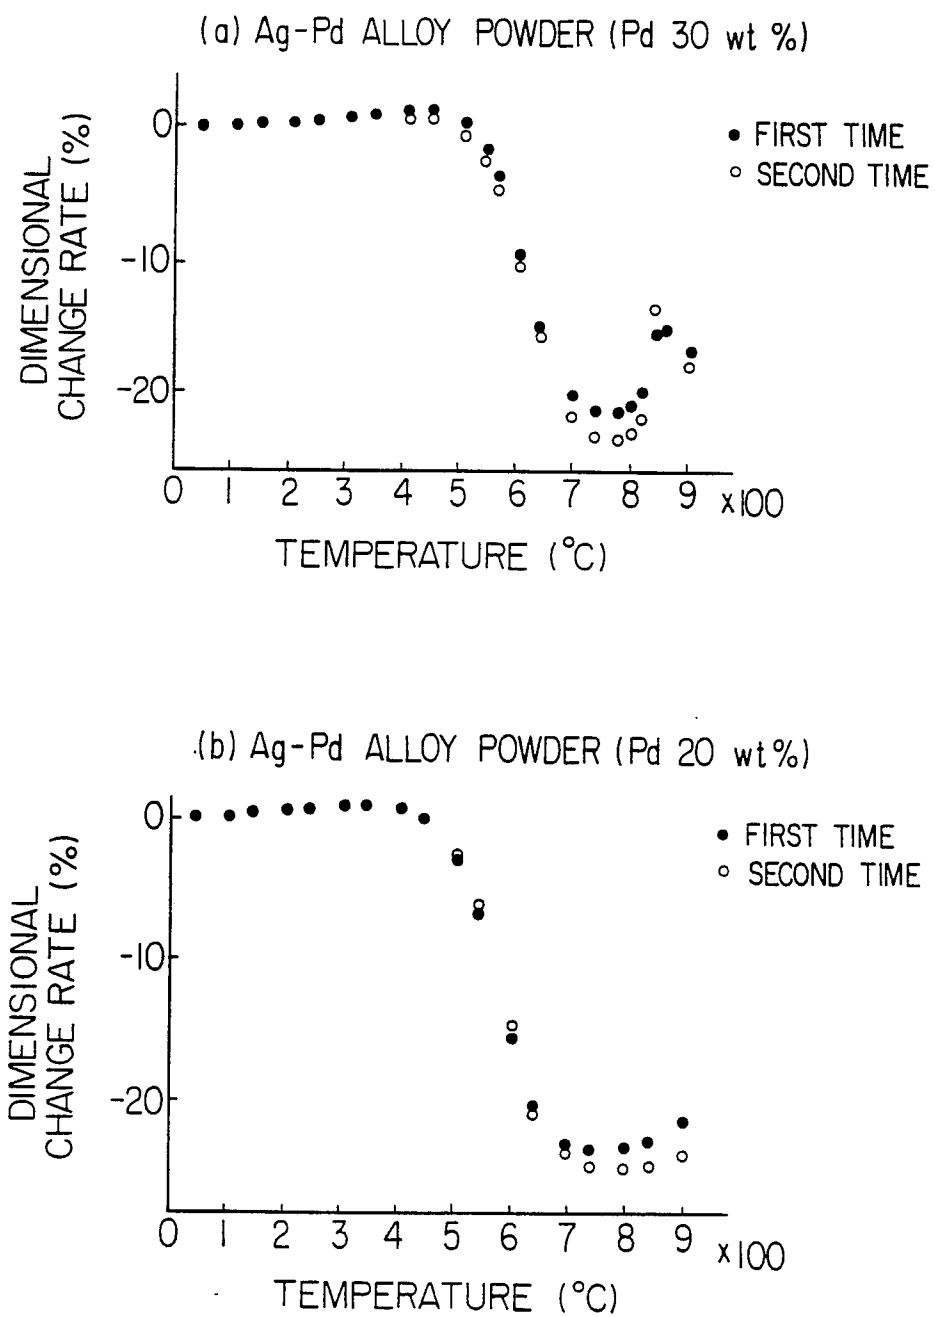 (a) Ag-Pd ALLOY POWDER (Pd 30 wt %)
DIMENSIONAL
CHANGE RATE (%)
0
-10
-20
● FIRST TIME
○ SECOND TIME
0 1 2 3 4 5 6 7 8 9 ×100
TEMPERATURE (°C)
(b) Ag-Pd ALLOY POWDER (Pd 20 wt%)
DIMENSIONAL
CHANGE RATE (%)
0
-10
-20
● FIRST TIME
○ SECOND TIME
0 1 2 3 4 5 6 7 8 9 ×100
TEMPERATURE (°C)